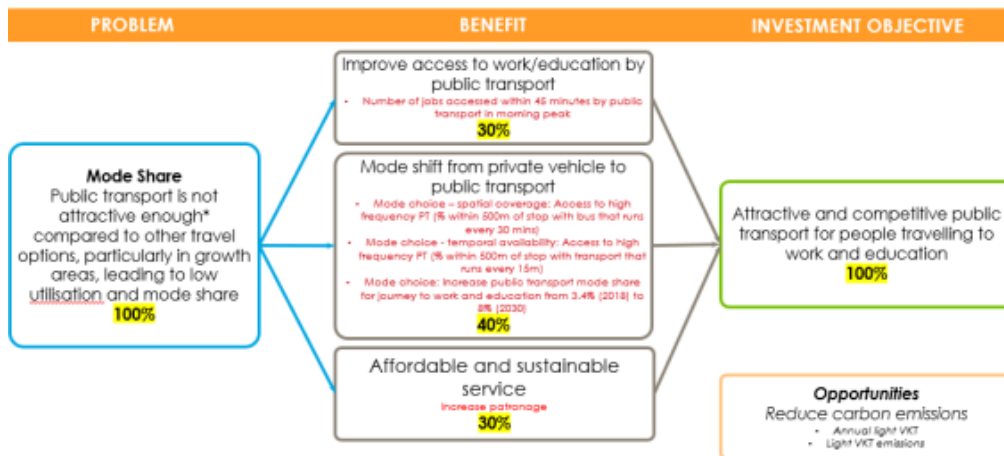 PROBLEM
BENEFIT
INVESTMENT OBJECTIVE
Mode Share
Public transport is not
attractive enough*
compared to other travel
options, particularly in growth
areas, leading to low
utilisation and mode share
100%
Improve access to work/education by
public transport
• Number of jobs accessed within 45 minutes by public
transport in morning peak
30%
Mode shift from private vehicle to
public transport
• Mode choice – spatial coverage: Access to high
frequency PT (% within 500m of stop with bus that runs
every 30 mins)
• Mode choice - temporal availability: Access to high
frequency PT (% within 500m of stop with transport that
runs every 15m)
• Mode choice: Increase public transport mode share
for journey to work and education from 3.4% (2018) to
8% (2030)
40%
Affordable and sustainable
service
Increase patronage
30%
Attractive and competitive public
transport for people travelling to
work and education
100%
Opportunities
Reduce carbon emissions
• Annual light VKT
• Light VKT emissions